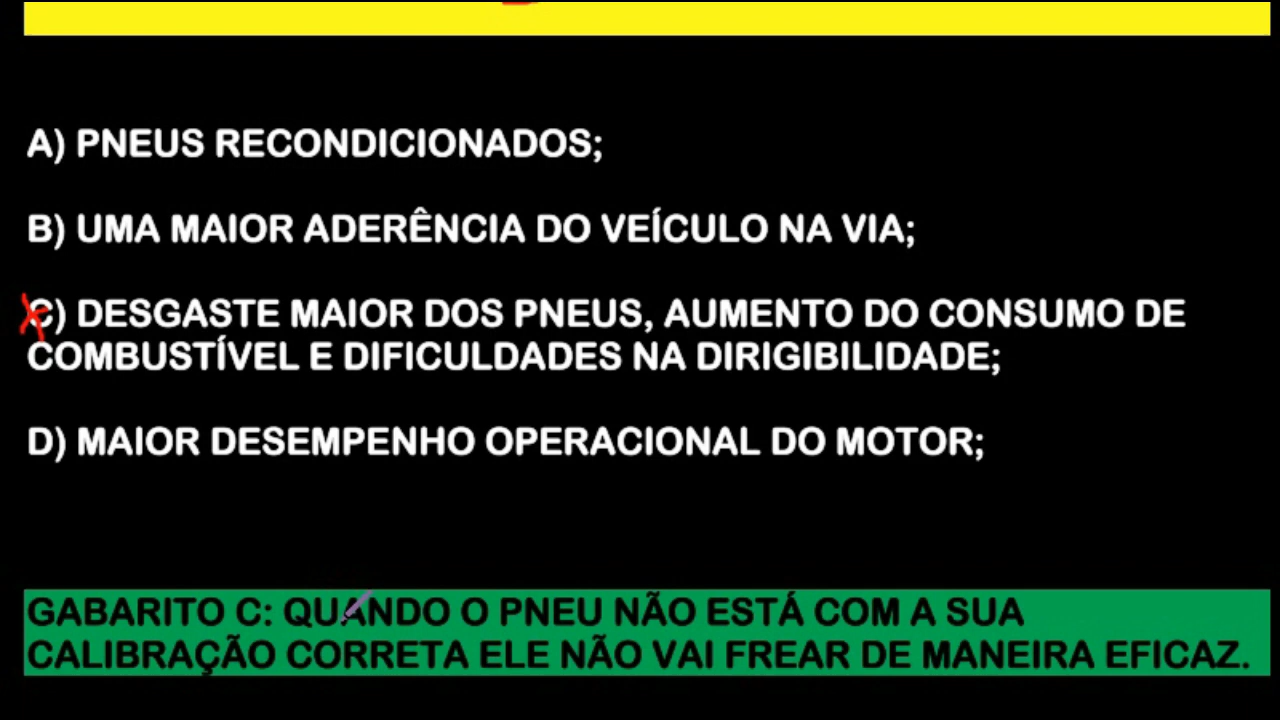 A) PNEUS RECONDICIONADOS;
B) UMA MAIOR ADERÊNCIA DO VEÍCULO NA VIA;
C) DESGASTE MAIOR DOS PNEUS, AUMENTO DO CONSUMO DE
COMBUSTÍVEL E DIFICULDADES NA DIRIGIBILIDADE;
D) MAIOR DESEMPENHO OPERACIONAL DO MOTOR;
GABARITO C: QUANDO O PNEU NÃO ESTÁ COM A SUA
CALIBRAÇÃO CORRETA ELE NÃO VAI FREAR DE MANEIRA EFICAZ.